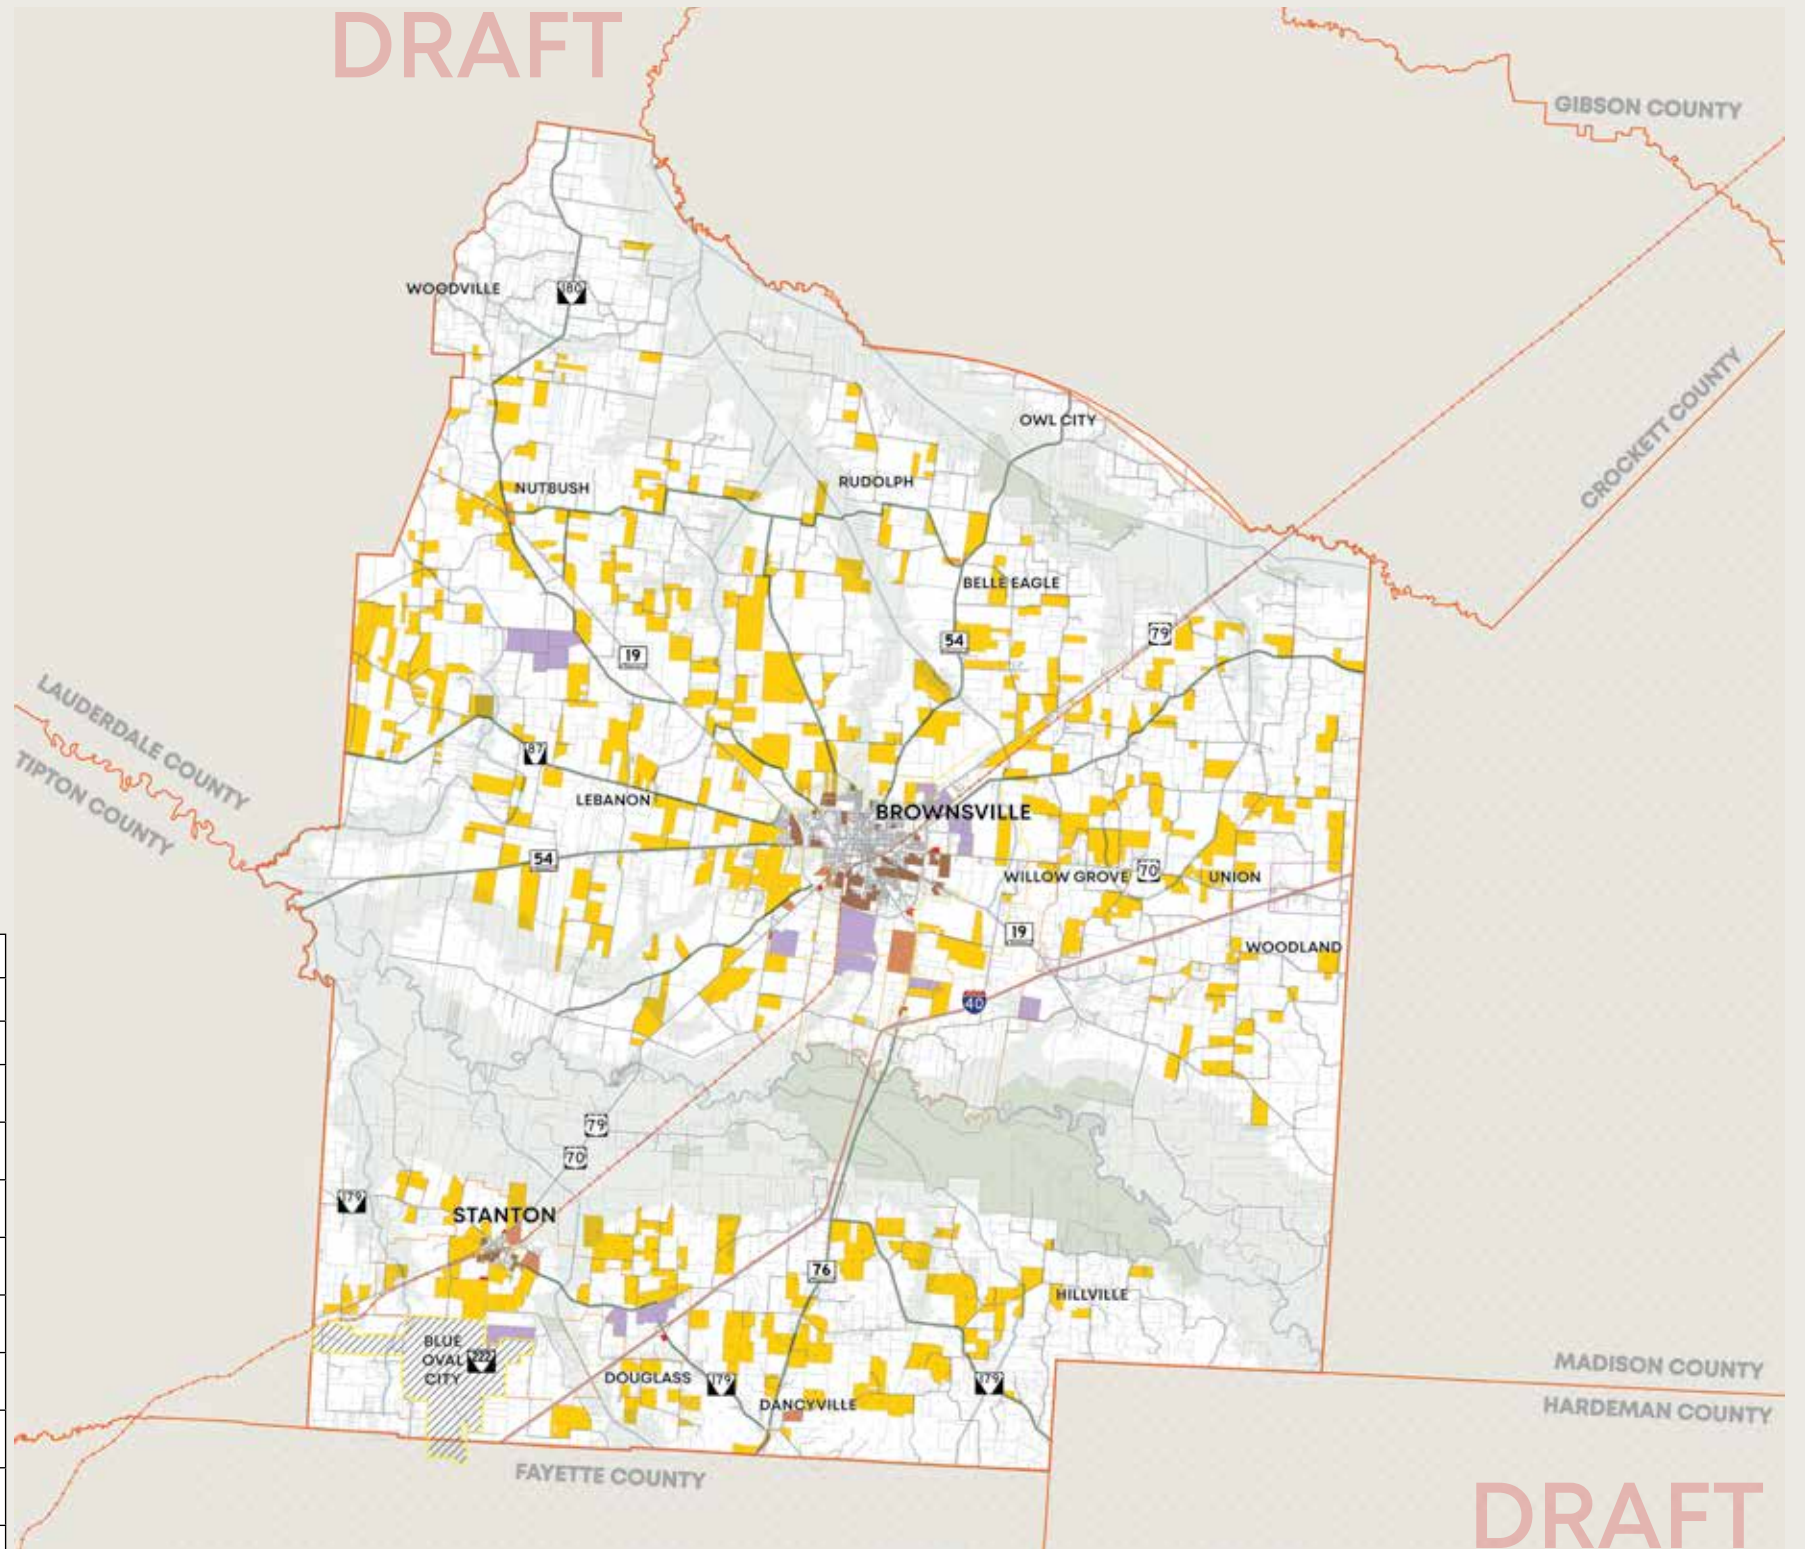 DRAFT
GIBSON COUNTY
WOODVILLE
180
CROCKETT COUNTY
OWL CITY
NUTBUSH
RUDOLPH
BELLE EAGLE
54
79
19
LAUDERDALE COUNTY
TIPTON COUNTY
87
LEBANON
BROWNSVILLE
54
WILLOW GROVE
70
UNION
19
WOODLAND
40
79
70
179
STANTON
76
HILLVILLE
BLUE
OVAL
CITY
222
DOUGLASS
179
179
DANCYVILLE
MADISON COUNTY
HARDEMAN COUNTY
FAYETTE COUNTY
DRAFT